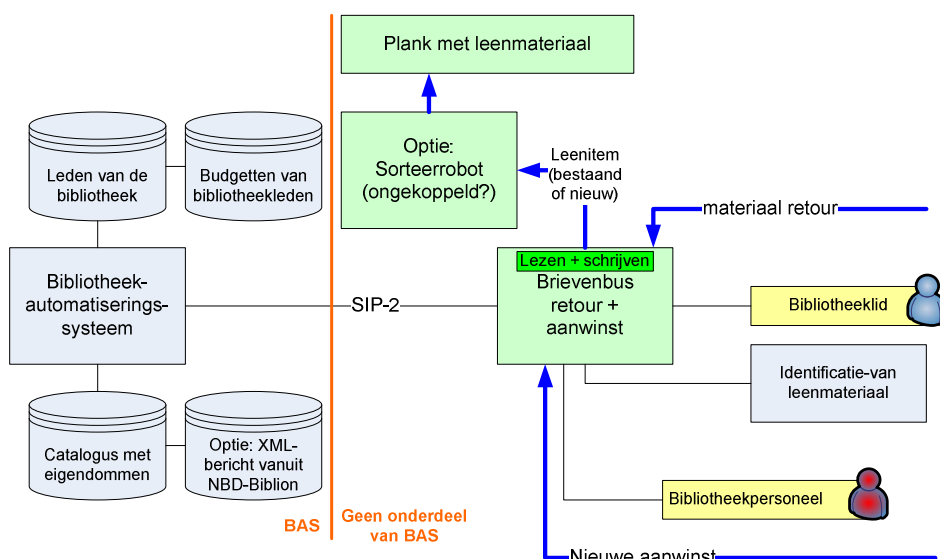 Plank met leenmateriaal
Leden van de
bibliotheek
Budgetten van
bibliotheekleden
Optie:
Sorteerrobot
(ongekoppeld?)
Leenitem
(bestaand
of nieuw)
materiaal retour
Bibliotheek-
automatiserings-
systeem
SIP-2
Lezen + schrijven
Brievenbus
retour +
aanwinst
Bibliotheeklid
Identificatie-van
leenmateriaal
Catalogus met
eigendommen
Optie: XML-
bericht vanuit
NBD-Biblion
Bibliotheekpersoneel
BAS
Geen onderdeel
van BAS
Nieuwe aanwinst